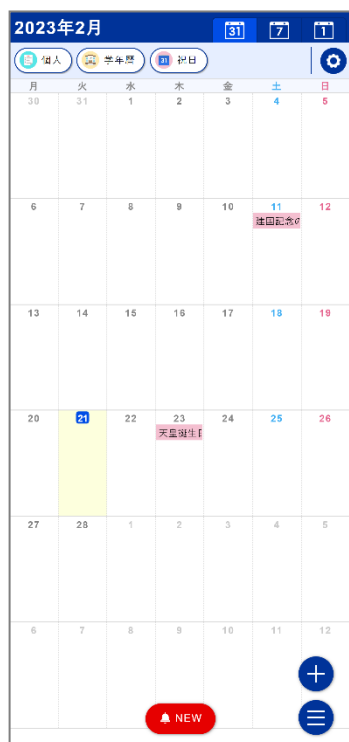 2023年2月
31 7 1
個人 学年暦 31 祝日
月 火 水 木 金 土 日
30 31 1 2 3 4 5
6 7 8 9 10 11 12
建国記念の
13 14 15 16 17 18 19
20 21 22 23 24 25 26
天皇誕生日
27 28 1 2 3 4 5
6 7 8 9 10 11 12
NEW